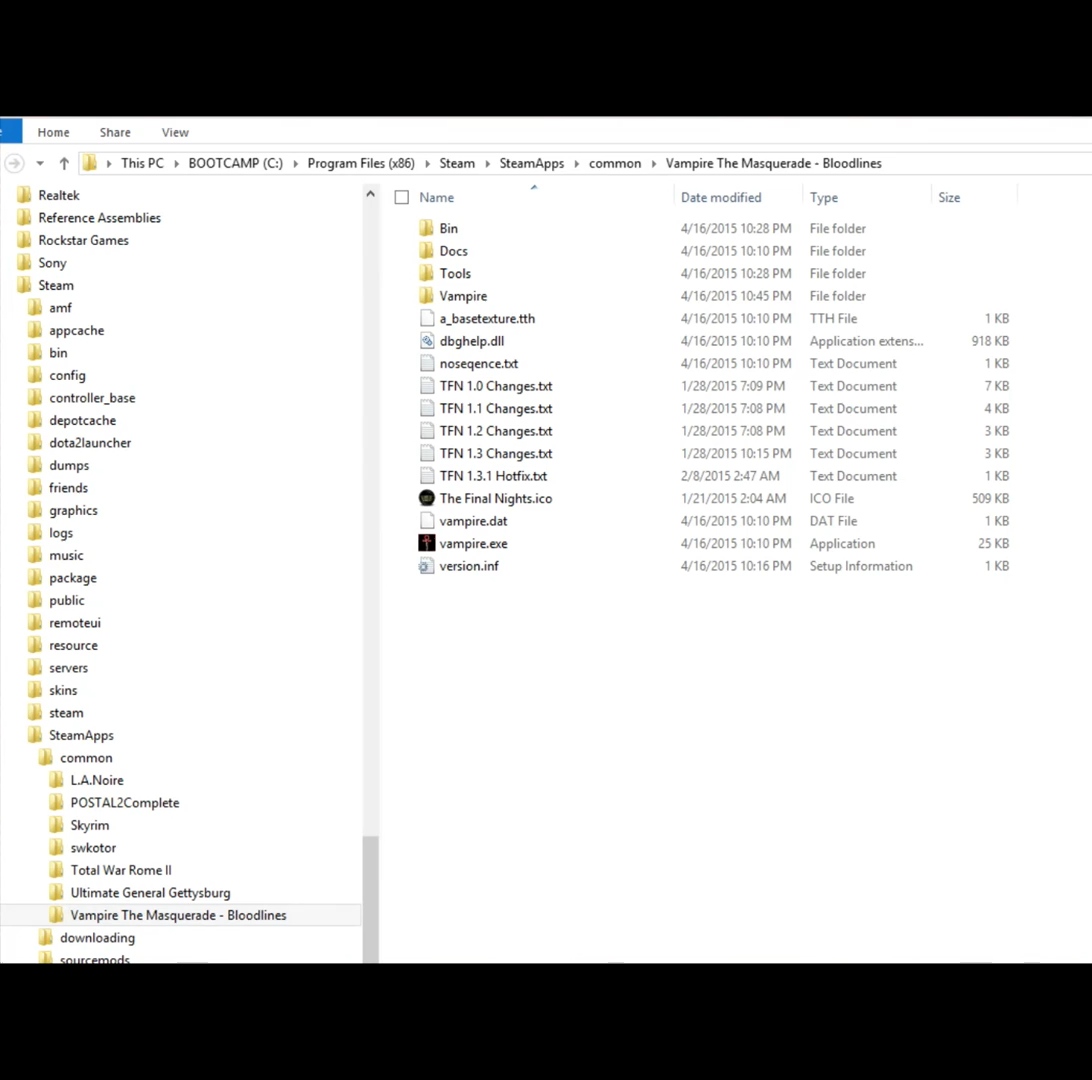 Home Share View
This PC BOOTCAMP (C:) Program Files (x86) Steam SteamApps common Vampire The Masquerade - Bloodlines
Realtek
Reference Assemblies
Rockstar Games
Sony
Steam
amf
appcache
bin
config
controller_base
depotcache
dota2launcher
dumps
friends
graphics
logs
music
package
public
remoteui
resource
servers
skins
steam
SteamApps
common
L.A.Noire
POSTAL2Complete
Skyrim
swkotor
Total War Rome II
Ultimate General Gettysburg
Vampire The Masquerade - Bloodlines
downloading
sourcemods
Name Date modified Type Size
Bin 4/16/2015 10:28 PM File folder
Docs 4/16/2015 10:10 PM File folder
Tools 4/16/2015 10:28 PM File folder
Vampire 4/16/2015 10:45 PM File folder
a_basetexture.tth 4/16/2015 10:10 PM TTH File 1 KB
dbghelp.dll 4/16/2015 10:10 PM Application extens... 918 KB
noseqence.txt 4/16/2015 10:10 PM Text Document 1 KB
TFN 1.0 Changes.txt 1/28/2015 7:09 PM Text Document 7 KB
TFN 1.1 Changes.txt 1/28/2015 7:08 PM Text Document 4 KB
TFN 1.2 Changes.txt 1/28/2015 7:08 PM Text Document 3 KB
TFN 1.3 Changes.txt 1/28/2015 10:15 PM Text Document 3 KB
TFN 1.3.1 Hotfix.txt 2/8/2015 2:47 AM Text Document 1 KB
The Final Nights.ico 1/21/2015 2:04 AM ICO File 509 KB
vampire.dat 4/16/2015 10:10 PM DAT File 1 KB
vampire.exe 4/16/2015 10:10 PM Application 25 KB
version.inf 4/16/2015 10:16 PM Setup Information 1 KB